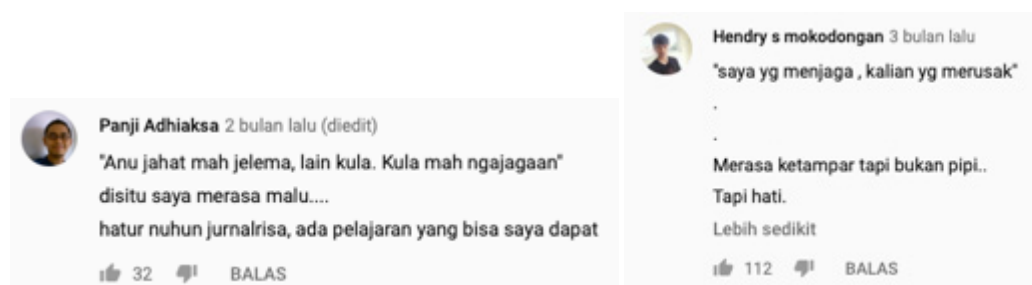 Panji Adhiaksa 2 bulan lalu (diedit)
"Anu jahat mah jelema, lain kula. Kula mah ngajagaan"
disitu saya merasa malu....
hatur nuhun jurnalrisa, ada pelajaran yang bisa saya dapat
32 BALAS
Hendry s mokodongan 3 bulan lalu
"saya yg menjaga , kalian yg merusak"
.
.
Merasa ketampar tapi bukan pipi..
Tapi hati.
Lebih sedikit
112 BALAS